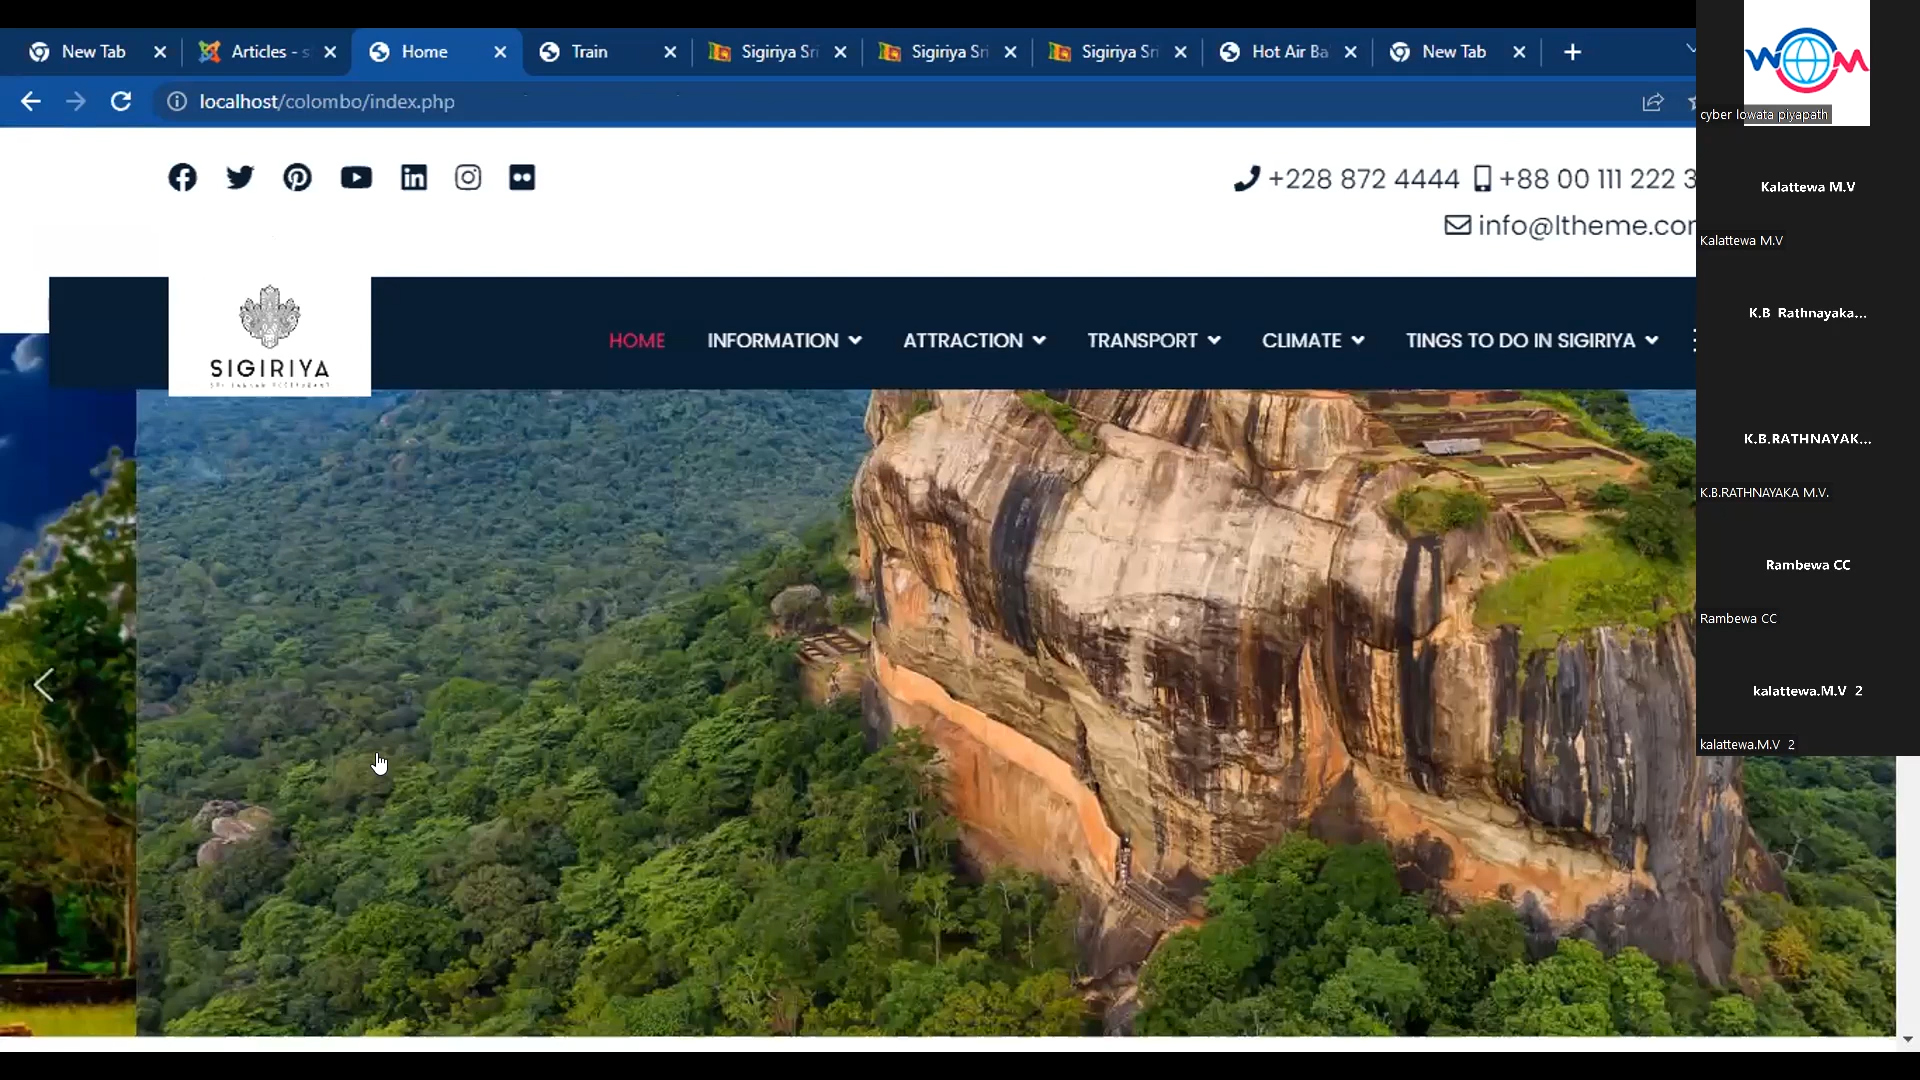 New Tab
Articles - s
Home
Train
Sigiriya Sri
Sigiriya Sri
Sigiriya Sri
Hot Air Ba
New Tab
localhost/colombo/index.php
WOM
cyber lowata piyapath
+228 872 4444
+88 00 111 222 3
info@ltheme.com
SIGIRIYA
HOME
INFORMATION
ATTRACTION
TRANSPORT
CLIMATE
TINGS TO DO IN SIGIRIYA
Kalattewa M.V
Kalattewa M.V
K.B Rathnayaka...
K.B.RATHNAYAK...
K.B.RATHNAYAKA M.V.
Rambewa CC
Rambewa CC
kalattewa.M.V 2
kalattewa.M.V 2